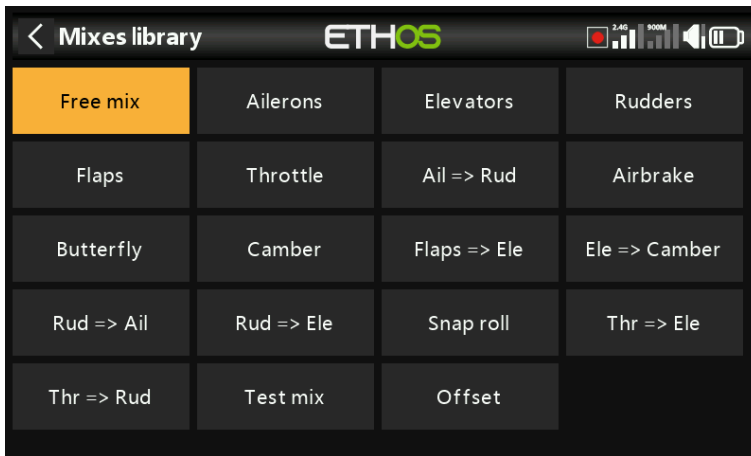 Mixes library ETHOS 2.4G 900M
Free mix Ailerons Elevators Rudders
Flaps Throttle Ail => Rud Airbrake
Butterfly Camber Flaps => Ele Ele => Camber
Rud => Ail Rud => Ele Snap roll Thr => Ele
Thr => Rud Test mix Offset